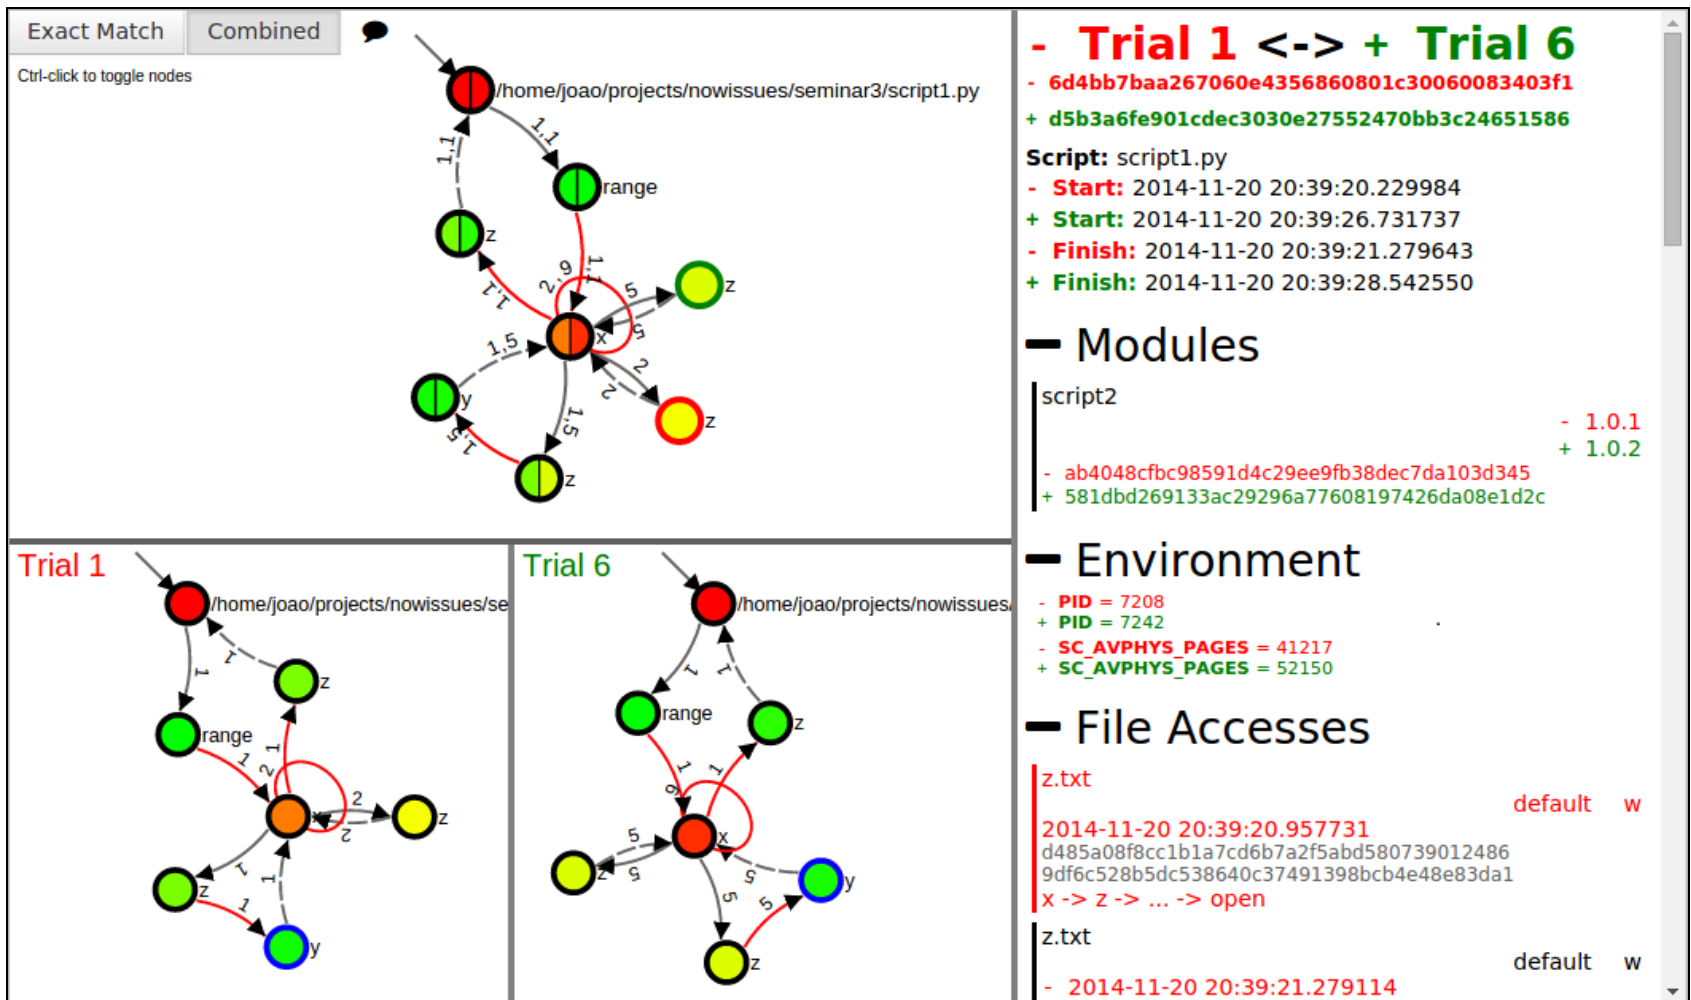 Exact Match
Combined
Ctrl-click to toggle nodes
/home/joao/projects/nowissues/seminar3/script1.py
1,1
1,1
range
z
1,1
2, 9
1,1
5
z
5
x
1,5
2
2
y
z
1,5
1,5
z
Trial 1
/home/joao/projects/nowissues/se
1
1
z
range
1
1
2
2
x
z
2
z
1
1
1
y
Trial 6
/home/joao/projects/nowissues/
1
1
range
z
1
1
9
5
x
z
5
5
y
5
5
z
- Trial 1 <-> + Trial 6
- 6d4bb7baa267060e4356860801c30060083403f1
+ d5b3a6fe901cdec3030e27552470bb3c24651586
Script: script1.py
- Start: 2014-11-20 20:39:20.229984
+ Start: 2014-11-20 20:39:26.731737
- Finish: 2014-11-20 20:39:21.279643
+ Finish: 2014-11-20 20:39:28.542550
Modules
script2
- 1.0.1
+ 1.0.2
- ab4048cfbc98591d4c29ee9fb38dec7da103d345
+ 581dbd269133ac29296a77608197426da08e1d2c
Environment
- PID = 7208
+ PID = 7242
- SC_AVPHYS_PAGES = 41217
+ SC_AVPHYS_PAGES = 52150
File Accesses
z.txt
default w
2014-11-20 20:39:20.957731
d485a08f8cc1b1a7cd6b7a2f5abd580739012486
9df6c528b5dc538640c37491398bcb4e48e83da1
x -> z -> ... -> open
z.txt
default w
- 2014-11-20 20:39:21.279114